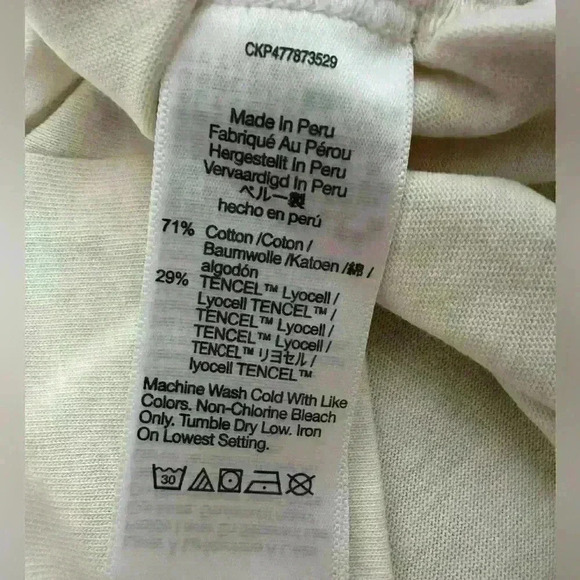 CKP477873529
Made In Peru
Fabriqué Au Pérou
Hergestellt In Peru
Vervaardigd In Peru
ペルー製
hecho en perú
71% Cotton /Coton /
Baumwolle /Katoen /綿 /
algodón
29% TENCEL™ Lyocell /
Lyocell TENCEL™ /
TENCEL™ Lyocell /
TENCEL™ Lyocell /
TENCEL™ リヨセル /
lyocell TENCEL™
Machine Wash Cold With Like
Colors. Non-Chlorine Bleach
Only. Tumble Dry Low. Iron
On Lowest Setting.
30